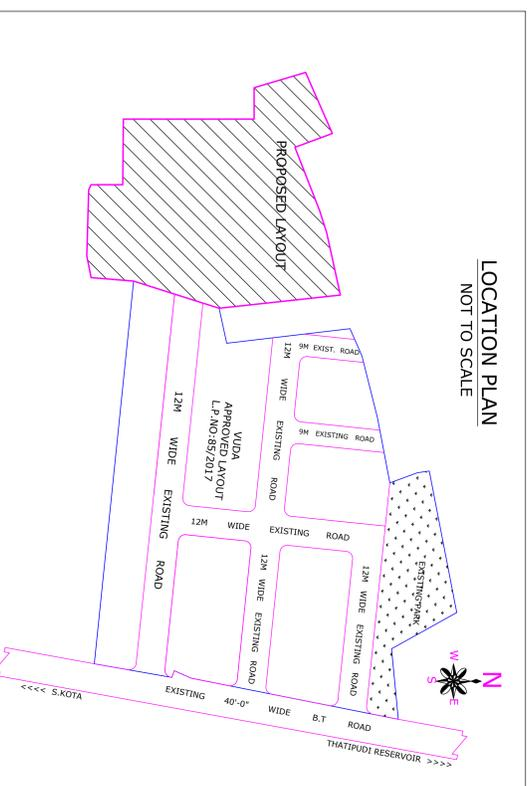 LOCATION PLAN
NOT TO SCALE
N
W
E
S
PROPOSED LAYOUT
VUDA
APPROVED LAYOUT
L.P.NO:85/2017
9M EXIST. ROAD
9M EXISTING ROAD
12M WIDE EXISTING ROAD
12M WIDE EXISTING ROAD
12M WIDE EXISTING ROAD
12M WIDE EXISTING ROAD
12M WIDE EXISTING ROAD
EXISTING PARK
<<<< S.KOTA
EXISTING 40'-0" WIDE B.T ROAD
THATIPUDI RESERVOIR >>>>